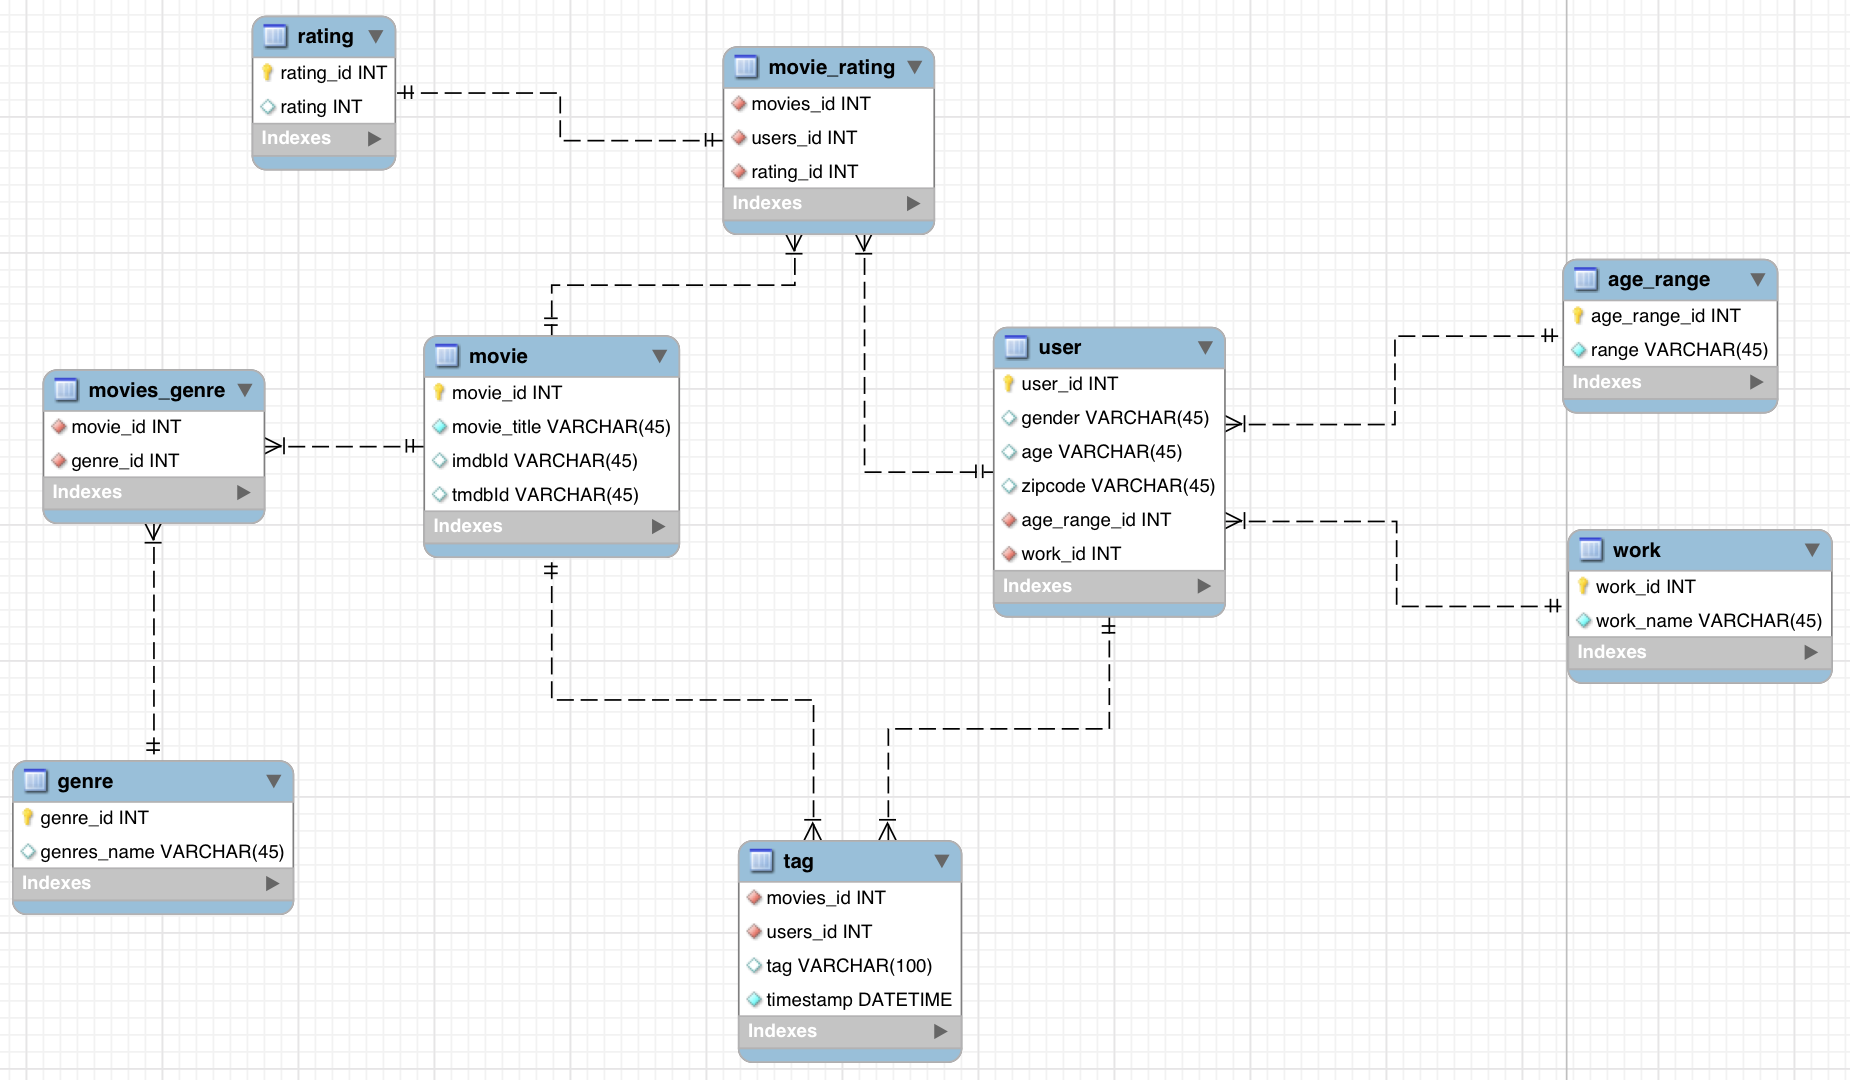 rating
rating_id INT
rating INT
Indexes
movie_rating
movies_id INT
users_id INT
rating_id INT
Indexes
age_range
age_range_id INT
range VARCHAR(45)
Indexes
user
user_id INT
gender VARCHAR(45)
age VARCHAR(45)
zipcode VARCHAR(45)
age_range_id INT
work_id INT
Indexes
movie
movie_id INT
movie_title VARCHAR(45)
imdbId VARCHAR(45)
tmdbId VARCHAR(45)
Indexes
movies_genre
movie_id INT
genre_id INT
Indexes
work
work_id INT
work_name VARCHAR(45)
Indexes
genre
genre_id INT
genres_name VARCHAR(45)
Indexes
tag
movies_id INT
users_id INT
tag VARCHAR(100)
timestamp DATETIME
Indexes